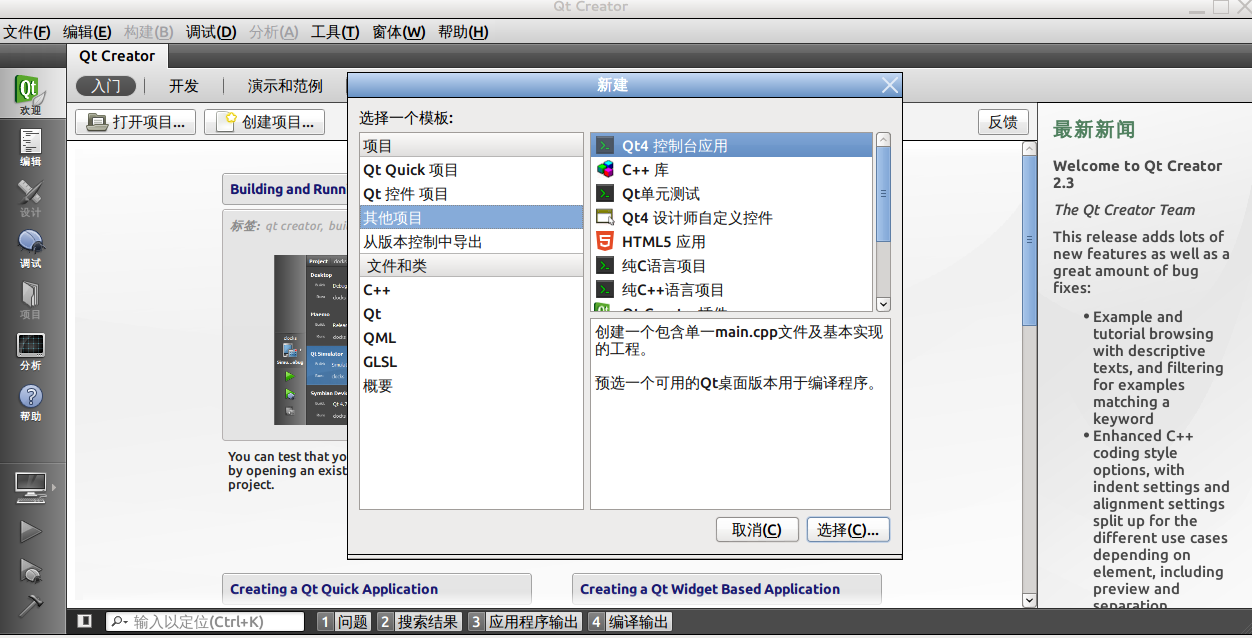 Qt Creator
文件(F) 编辑(E) 构建(B) 调试(D) 分析(A) 工具(T) 窗体(W) 帮助(H)
Qt Creator
入门 开发 演示和范例
打开项目... 创建项目... 反馈
Qt
欢迎
编辑
设计
调试
项目
分析
帮助
Building and Runn
标签: qt creator, bui
Project
Desktop
You can test that yo
by opening an exist
project.
Creating a Qt Quick Application
Creating a Qt Widget Based Application
新建
选择一个模板:
项目
Qt Quick 项目
Qt 控件 项目
其他项目
从版本控制中导出
文件和类
C++
Qt
QML
GLSL
概要
Qt4 控制台应用
C++ 库
Qt单元测试
Qt4 设计师自定义控件
HTML5 应用
纯C语言项目
纯C++语言项目
Qt Creator 插件
创建一个包含单一main.cpp文件及基本实现
的工程。
预选一个可用的Qt桌面版本用于编译程序。
取消(C) 选择(C)...
最新新闻
Welcome to Qt Creator
2.3
The Qt Creator Team
This release adds lots of
new features as well as a
great amount of bug
fixes:
• Example and
tutorial browsing
with descriptive
texts, and filtering
for examples
matching a
keyword
• Enhanced C++
coding style
options, with
indent settings and
alignment settings
split up for the
different use cases
depending on
element, including
preview and
separation
输入以定位(Ctrl+K) 1 问题 2 搜索结果 3 应用程序输出 4 编译输出